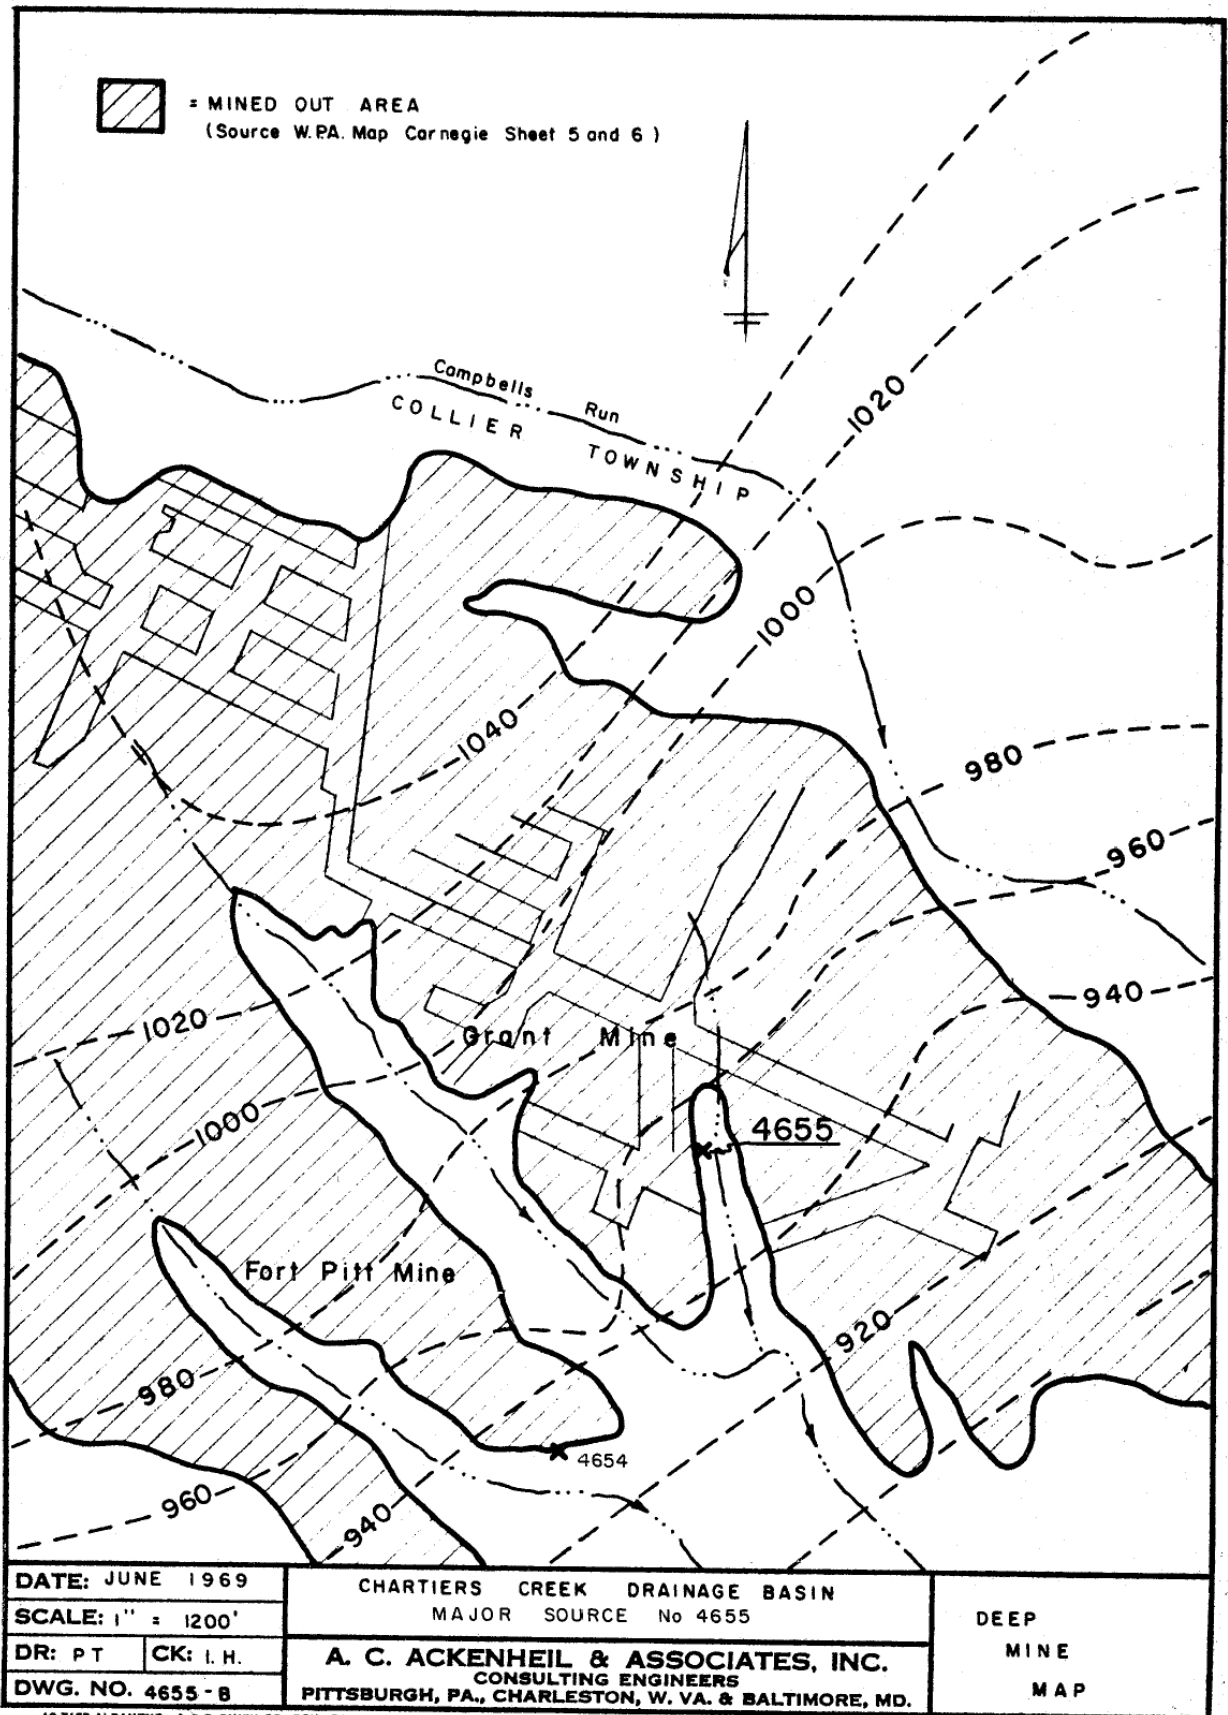 = MINED OUT AREA
(Source W.P.A. Map Carnegie Sheet 5 and 6 )
Campbells Run
COLLIER TOWNSHIP
1020
1000
1040
980
960
940
1020
Grant Mine
1000
4655
Fort Pitt Mine
920
980
4654
960
940
DATE: JUNE 1969
SCALE: 1" = 1200'
DR: PT CK: I.H.
DWG. NO. 4655-B
CHARTIERS CREEK DRAINAGE BASIN
MAJOR SOURCE No 4655
A. C. ACKENHEIL & ASSOCIATES, INC.
CONSULTING ENGINEERS
PITTSBURGH, PA., CHARLESTON, W. VA. & BALTIMORE, MD.
DEEP
MINE
MAP